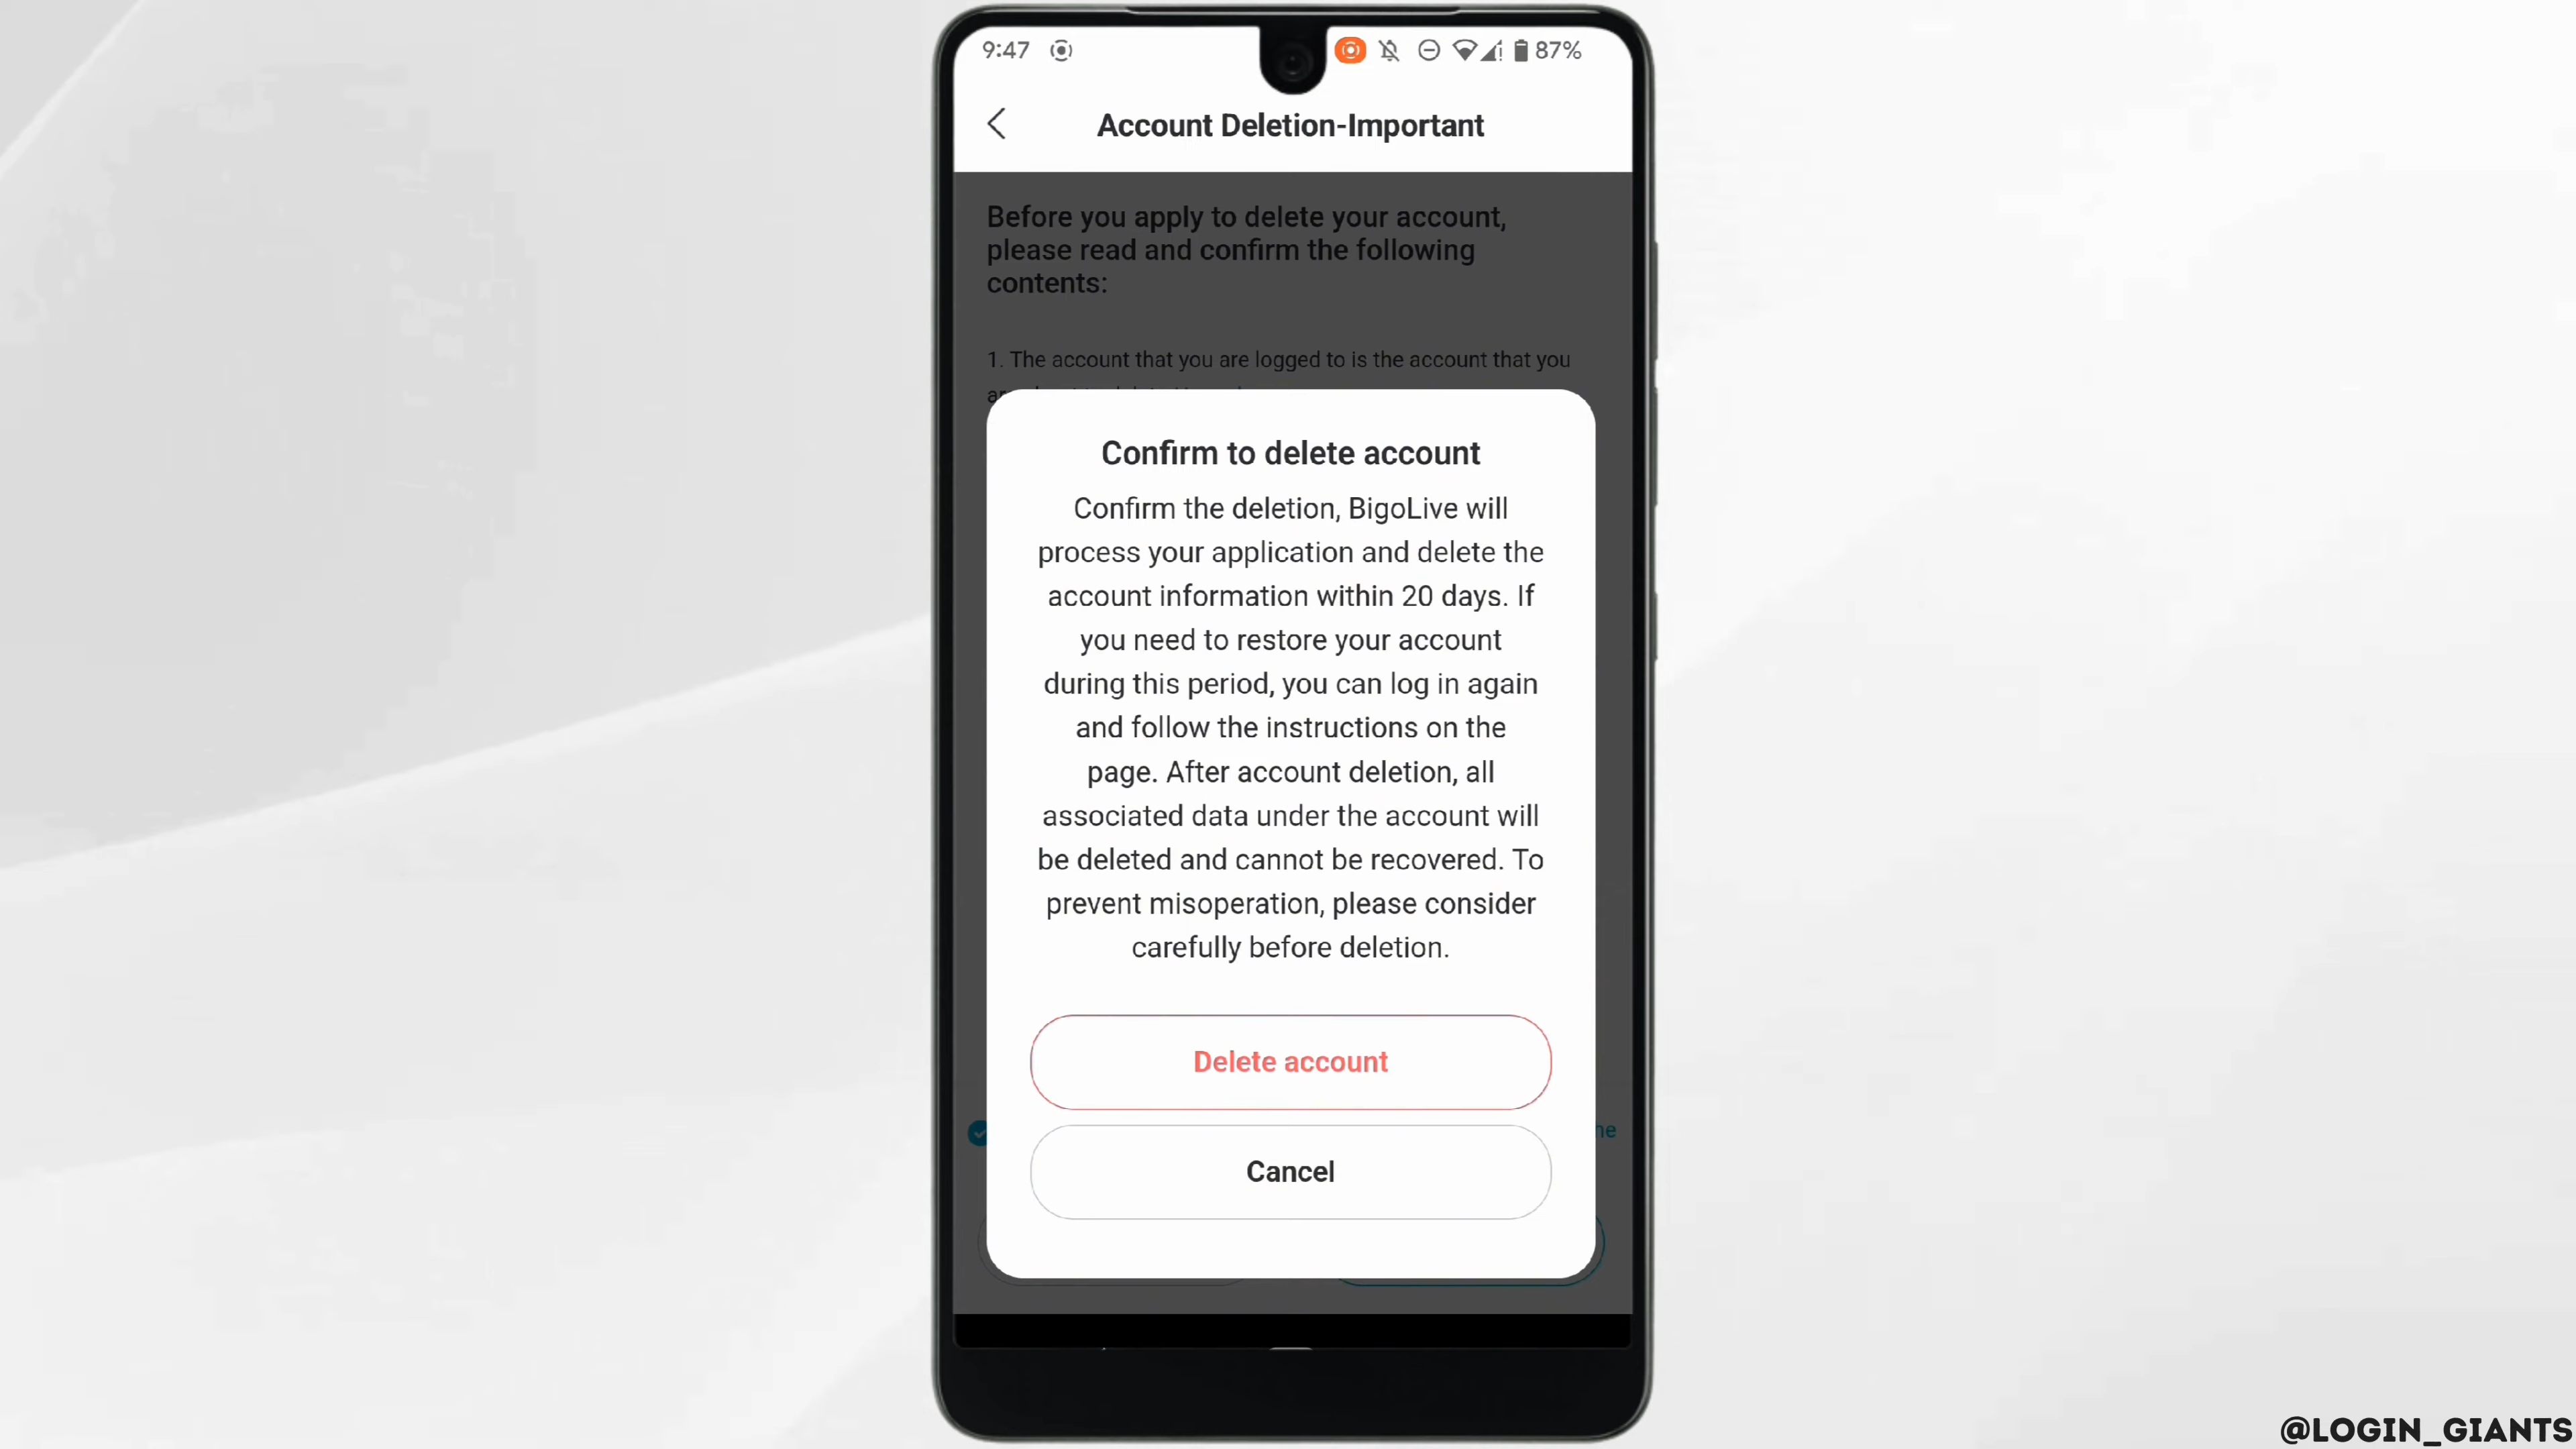 9:47
87%
Account Deletion-Important
Before you apply to delete your account,
please read and confirm the following
contents:
1. The account that you are logged to is the account that you
Confirm to delete account
Confirm the deletion, BigoLive will
process your application and delete the
account information within 20 days. If
you need to restore your account
during this period, you can log in again
and follow the instructions on the
page. After account deletion, all
associated data under the account will
be deleted and cannot be recovered. To
prevent misoperation, please consider
carefully before deletion.
Delete account
Cancel
@LOGIN_GIANTS